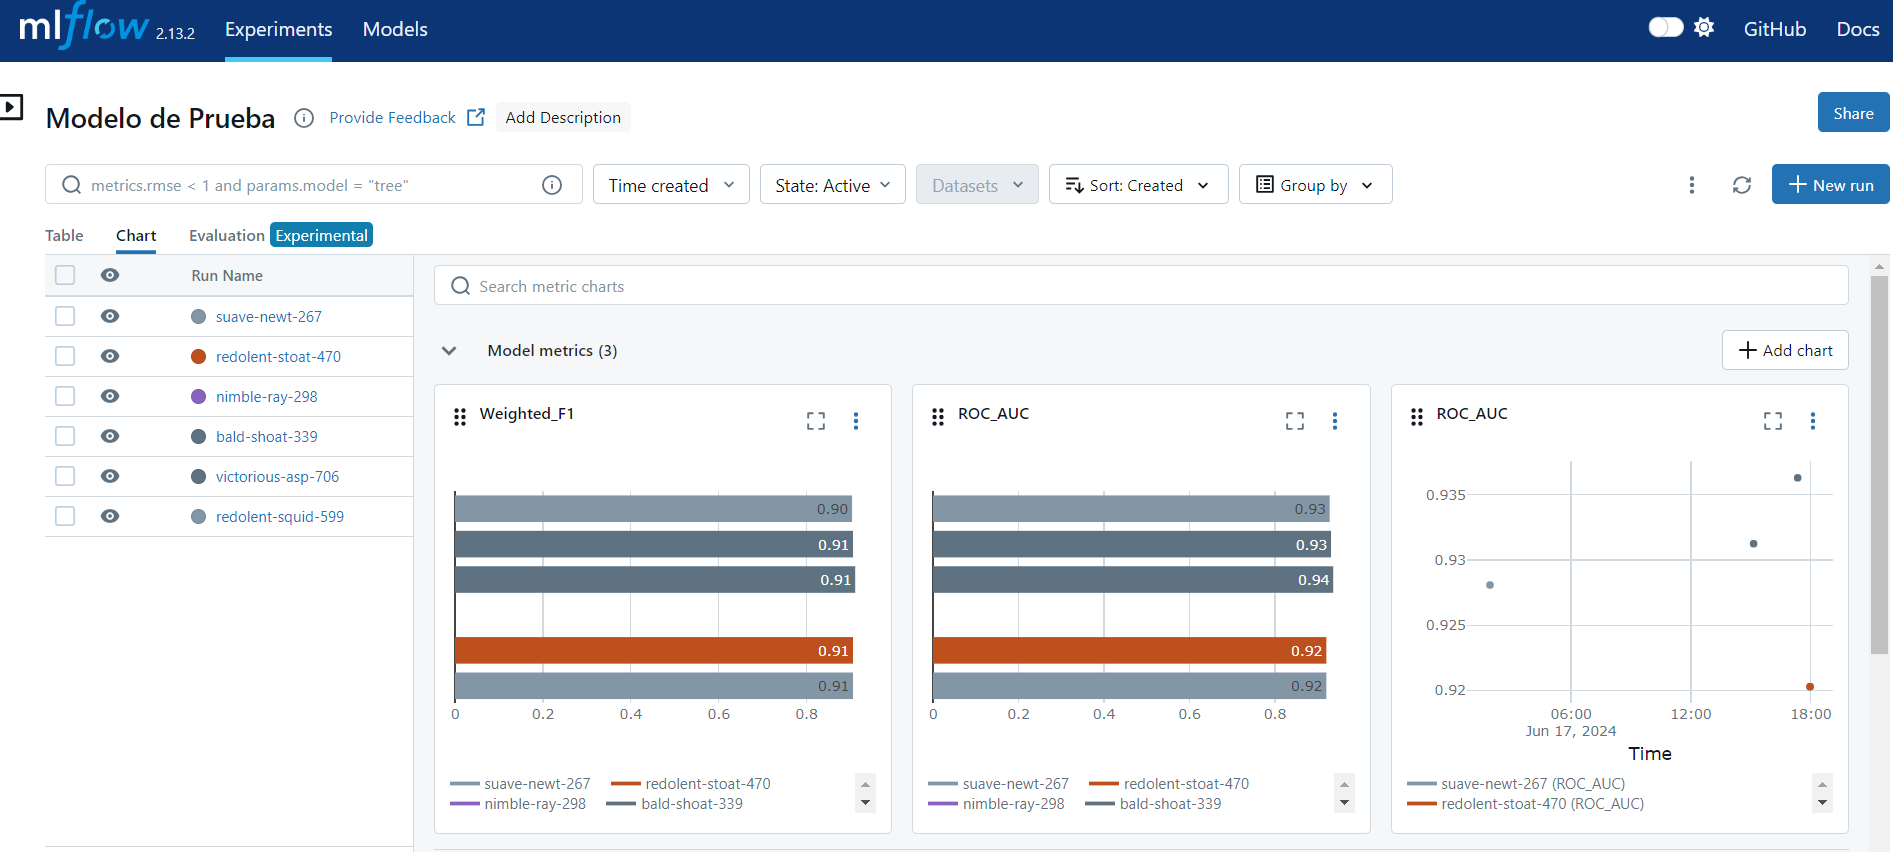 mlflow 2.13.2 Experiments Models GitHub Docs
Modelo de Prueba Provide Feedback Add Description Share
metrics.rmse < 1 and params.model = "tree" Time created State: Active Datasets Sort: Created Group by New run
Table Chart Evaluation Experimental
Run Name
suave-newt-267
redolent-stoat-470
nimble-ray-298
bald-shoat-339
victorious-asp-706
redolent-squid-599
Search metric charts
Model metrics (3) Add chart
Weighted_F1
0.90
0.91
0.91
0.91
0.91
0 0.2 0.4 0.6 0.8
suave-newt-267 redolent-stoat-470
nimble-ray-298 bald-shoat-339
ROC_AUC
0.93
0.93
0.94
0.92
0.92
0 0.2 0.4 0.6 0.8
suave-newt-267 redolent-stoat-470
nimble-ray-298 bald-shoat-339
ROC_AUC
0.935
0.93
0.925
0.92
06:00 12:00 18:00
Jun 17, 2024
Time
suave-newt-267 (ROC_AUC)
redolent-stoat-470 (ROC_AUC)